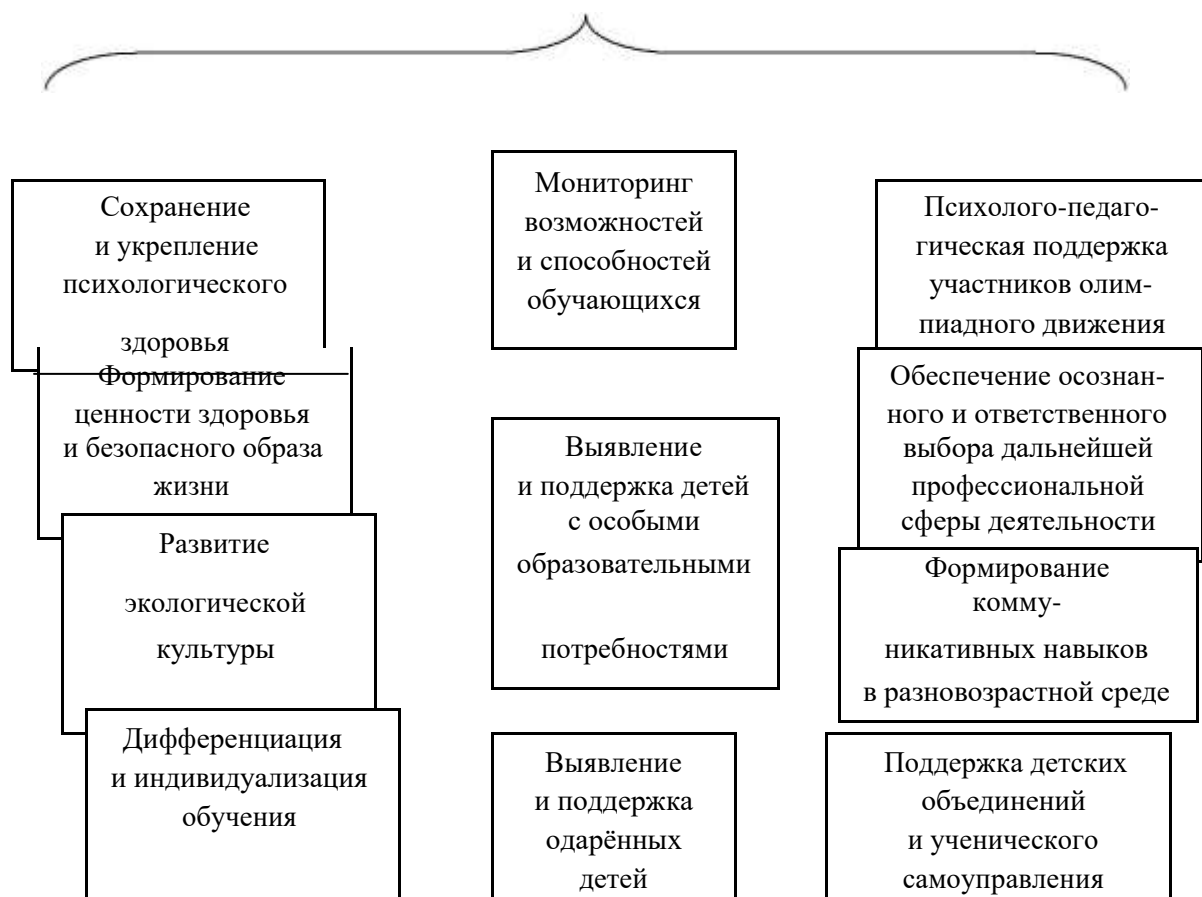 Сохранение
и укрепление
психологического
здоровья
Формирование
ценности здоровья
и безопасного образа
жизни
Развитие
экологической
культуры
Дифференциация
и индивидуализация
обучения
Мониторинг
возможностей
и способностей
обучающихся
Выявление
и поддержка детей
с особыми
образовательными
потребностями
Выявление
и поддержка
одарённых
детей
Психолого-педаго-
гическая поддержка
участников олим-
пиадного движения
Обеспечение осознан-
ного и ответственного
выбора дальнейшей
профессиональной
сферы деятельности
Формирование
комму-
никативных навыков
в разновозрастной среде
Поддержка детских
объединений
и ученического
самоуправления